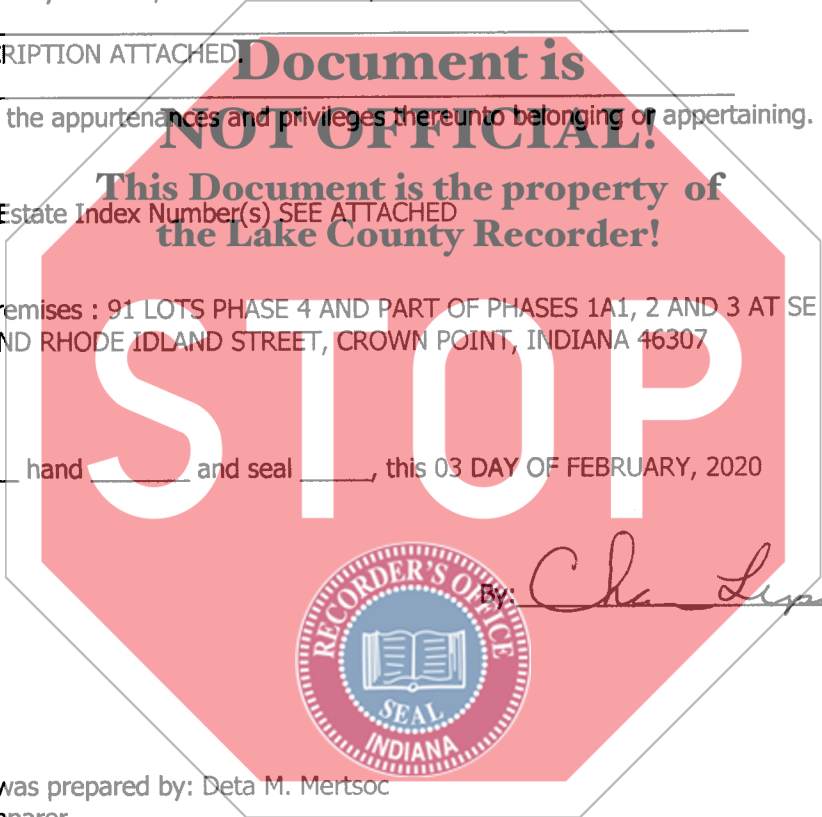 RIPTION ATTACHED.
Document is
the appurtenances and privileges thereunto belonging or appertaining.
NOT OFFICIAL!
This Document is the property of
Estate Index Number(s) SEE ATTACHED
the Lake County Recorder!
emises : 91 LOTS PHASE 4 AND PART OF PHASES 1A1, 2 AND 3 AT SE
ND RHODE IDLAND STREET, CROWN POINT, INDIANA 46307
STOP
hand ________ and seal _____, this 03 DAY OF FEBRUARY, 2020
By:
RECORDER'S OFFICE
SEAL
INDIANA
was prepared by: Deta M. Mertsoc